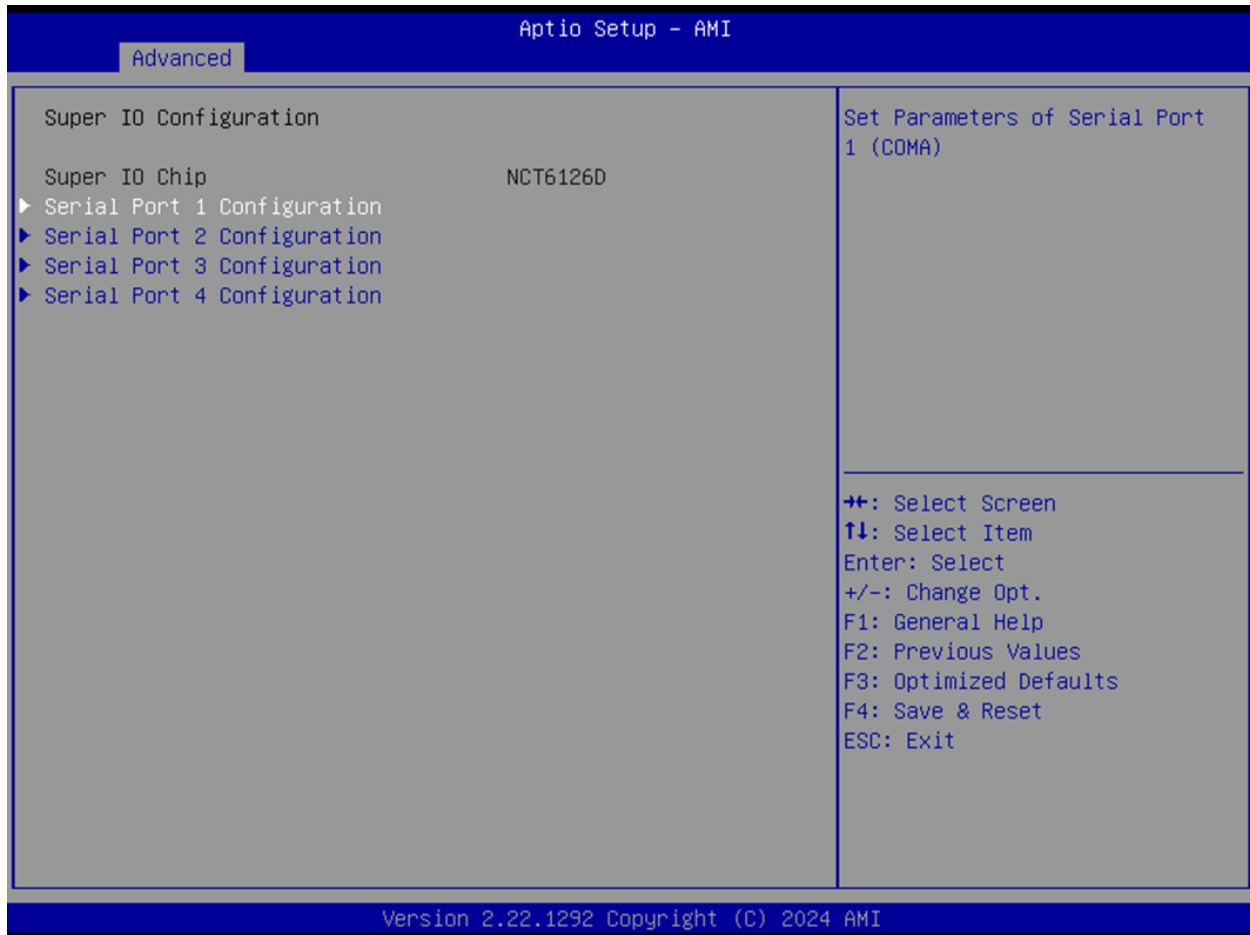 Aptio Setup – AMI
Advanced
Super IO Configuration
Super IO Chip NCT6126D
▶ Serial Port 1 Configuration
▶ Serial Port 2 Configuration
▶ Serial Port 3 Configuration
▶ Serial Port 4 Configuration
Set Parameters of Serial Port
1 (COMA)
→←: Select Screen
↑↓: Select Item
Enter: Select
+/-: Change Opt.
F1: General Help
F2: Previous Values
F3: Optimized Defaults
F4: Save & Reset
ESC: Exit
Version 2.22.1292 Copyright (C) 2024 AMI